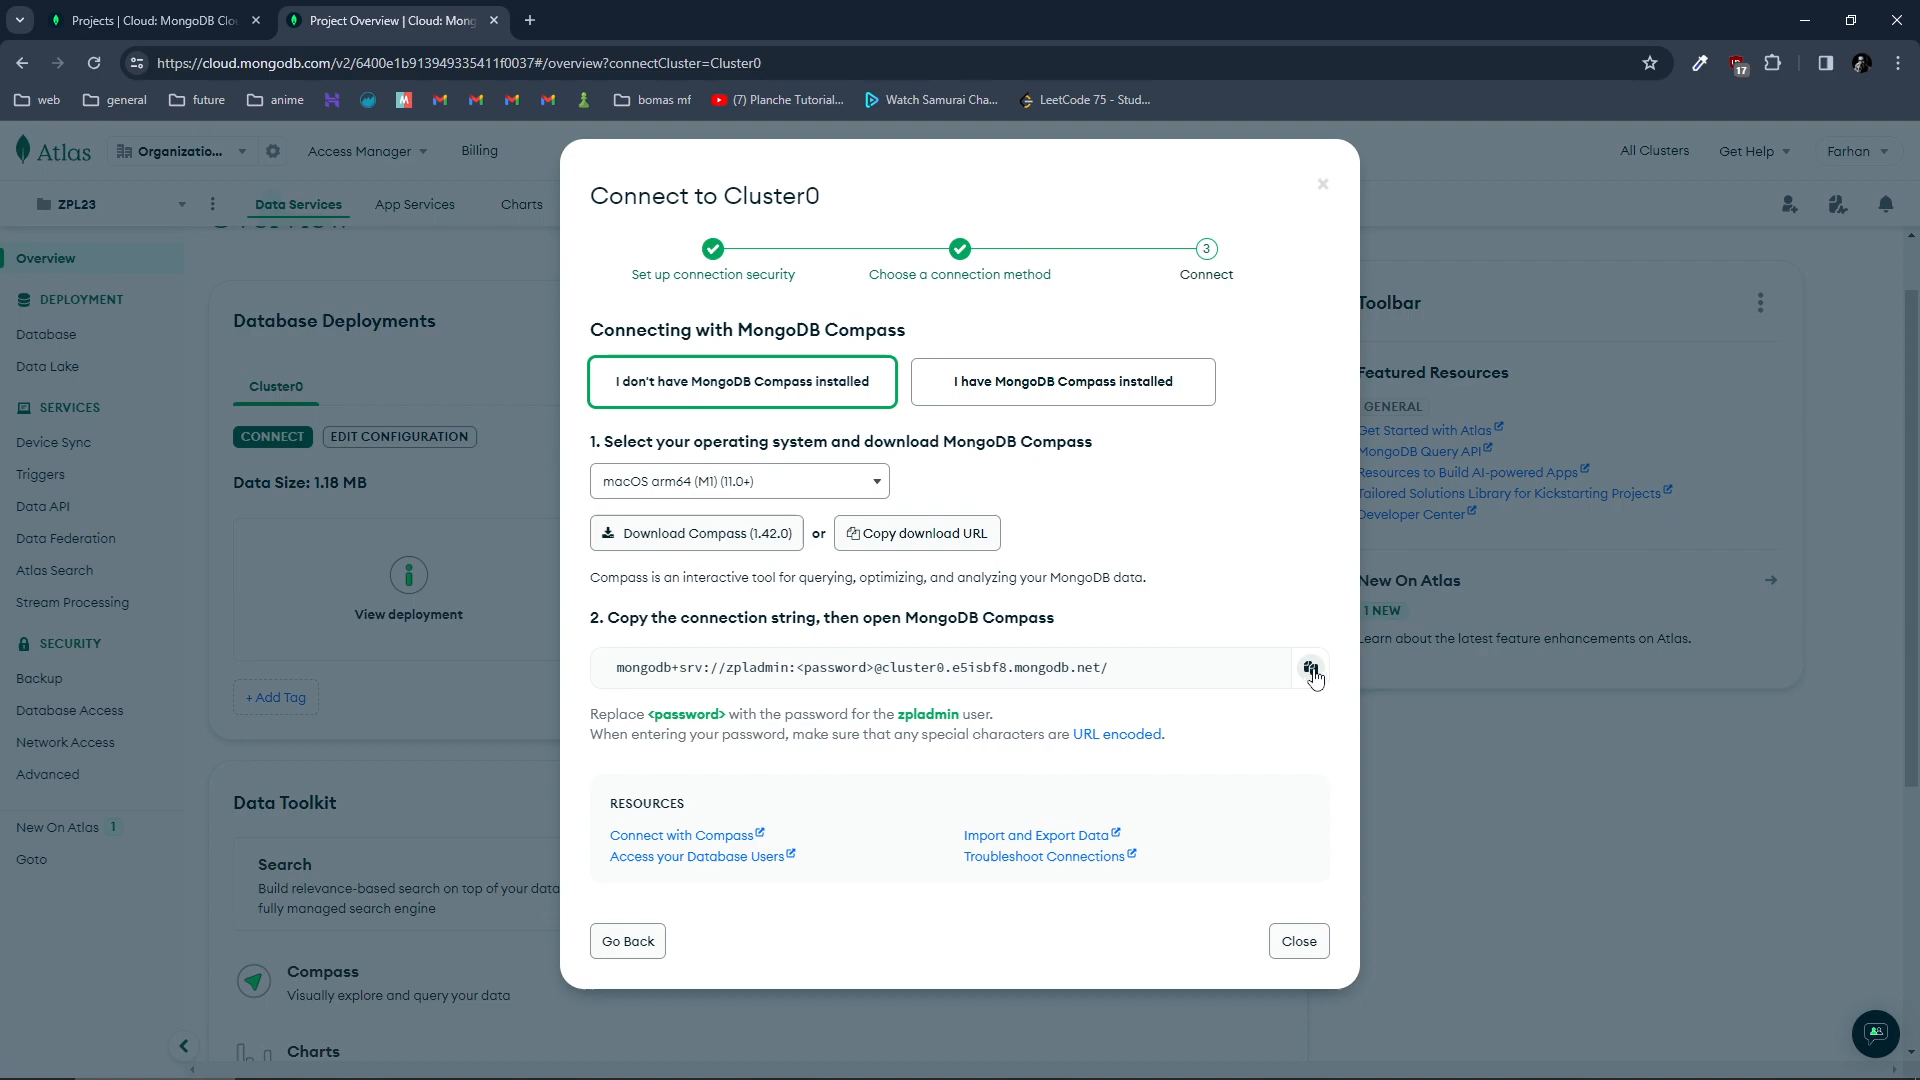 Projects | Cloud: MongoDB Clo
Project Overview | Cloud: Mong
https://cloud.mongodb.com/v2/6400e1b913949335411f0037#/overview?connectCluster=Cluster0
17
web
general
future
anime
M
bomas mf
(7) Planche Tutorial...
Watch Samurai Cha...
LeetCode 75 - Stud...
Atlas
Organizatio...
Access Manager
Billing
All Clusters
Get Help
Farhan
ZPL23
Data Services
App Services
Charts
Overview
DEPLOYMENT
Database
Data Lake
SERVICES
Device Sync
Triggers
Data API
Data Federation
Atlas Search
Stream Processing
SECURITY
Backup
Database Access
Network Access
Advanced
New On Atlas 1
Goto
Database Deployments
Cluster0
CONNECT
EDIT CONFIGURATION
Data Size: 1.18 MB
View deployment
+ Add Tag
Data Toolkit
Search
Build relevance-based search on top of your data
fully managed search engine
Compass
Visually explore and query your data
Charts
Connect to Cluster0
3
Set up connection security
Choose a connection method
Connect
Connecting with MongoDB Compass
I don't have MongoDB Compass installed
I have MongoDB Compass installed
1. Select your operating system and download MongoDB Compass
macOS arm64 (M1) (11.0+)
Download Compass (1.42.0)
or
Copy download URL
Compass is an interactive tool for querying, optimizing, and analyzing your MongoDB data.
2. Copy the connection string, then open MongoDB Compass
mongodb+srv://zpladmin:<password>@cluster0.e5isbf8.mongodb.net/
Replace <password> with the password for the zpladmin user.
When entering your password, make sure that any special characters are URL encoded.
RESOURCES
Connect with Compass
Import and Export Data
Access your Database Users
Troubleshoot Connections
Go Back
Close
Toolbar
Featured Resources
GENERAL
Get Started with Atlas
MongoDB Query API
Resources to Build AI-powered Apps
Tailored Solutions Library for Kickstarting Projects
Developer Center
New On Atlas
1 NEW
Learn about the latest feature enhancements on Atlas.